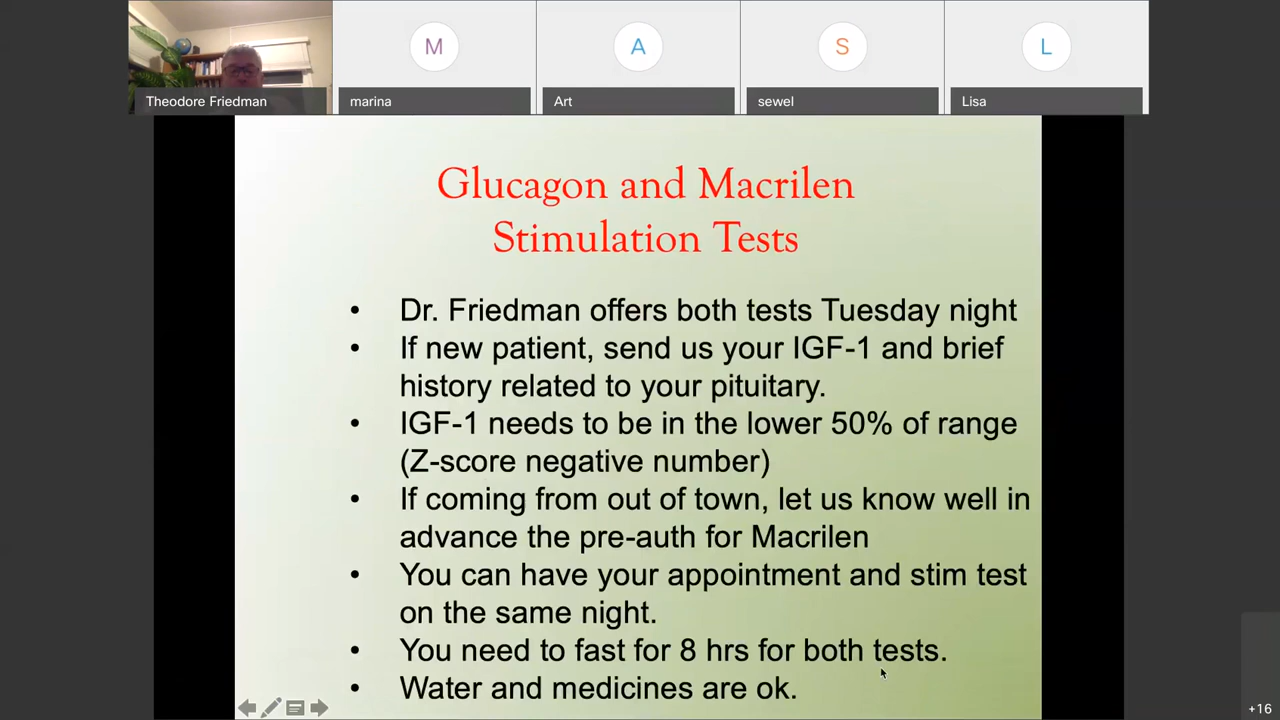 M
A
S
L
Theodore Friedman
marina
Art
sewel
Lisa
Glucagon and Macrilen
Stimulation Tests
• Dr. Friedman offers both tests Tuesday night
• If new patient, send us your IGF-1 and brief
history related to your pituitary.
• IGF-1 needs to be in the lower 50% of range
(Z-score negative number)
• If coming from out of town, let us know well in
advance the pre-auth for Macrilen
• You can have your appointment and stim test
on the same night.
• You need to fast for 8 hrs for both tests.
• Water and medicines are ok.
+16